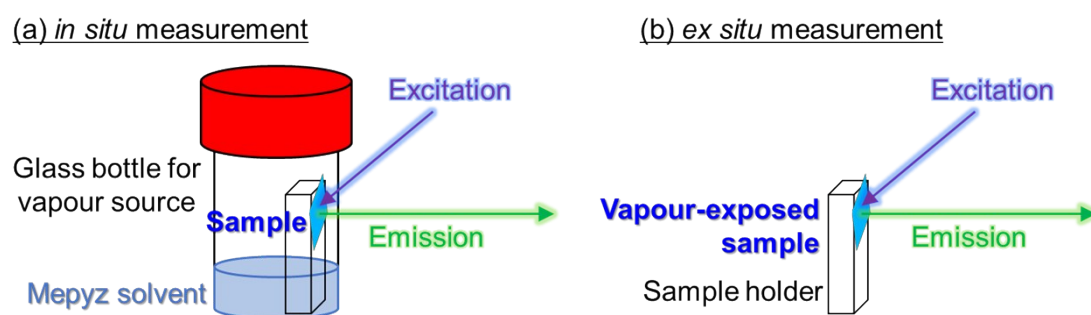 (a) in situ measurement
Excitation
Glass bottle for
vapour source
Sample
Emission
Mepyz solvent
(b) ex situ measurement
Excitation
Vapour-exposed
sample
Emission
Sample holder